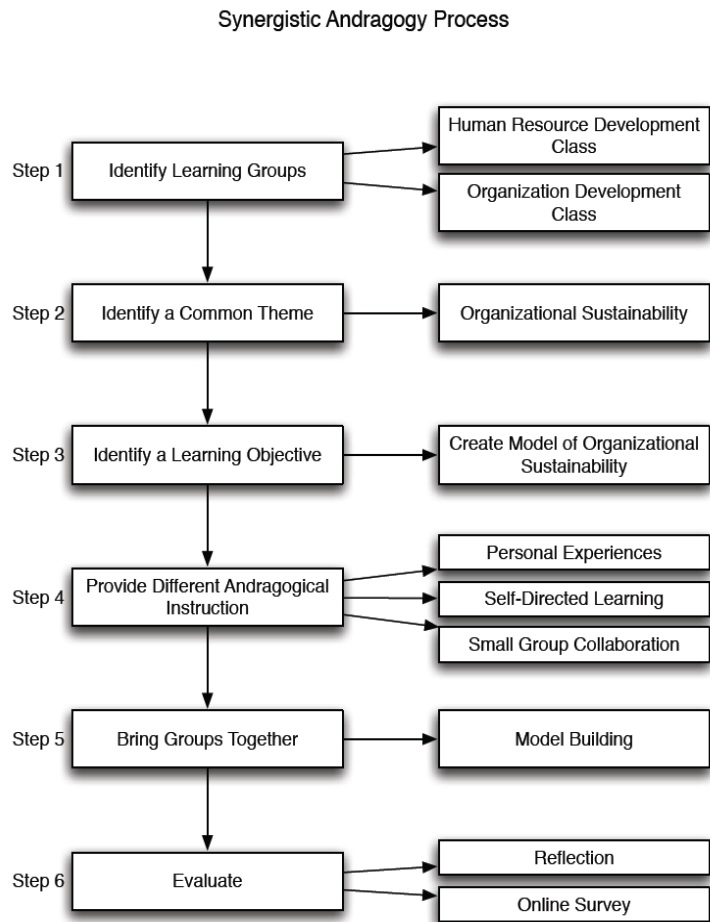 Synergistic Andragogy Process
Step 1
Identify Learning Groups
Human Resource Development
Class
Organization Development
Class
Step 2
Identify a Common Theme
Organizational Sustainability
Step 3
Identify a Learning Objective
Create Model of Organizational
Sustainability
Step 4
Provide Different Andragogical
Instruction
Personal Experiences
Self-Directed Learning
Small Group Collaboration
Step 5
Bring Groups Together
Model Building
Step 6
Evaluate
Reflection
Online Survey